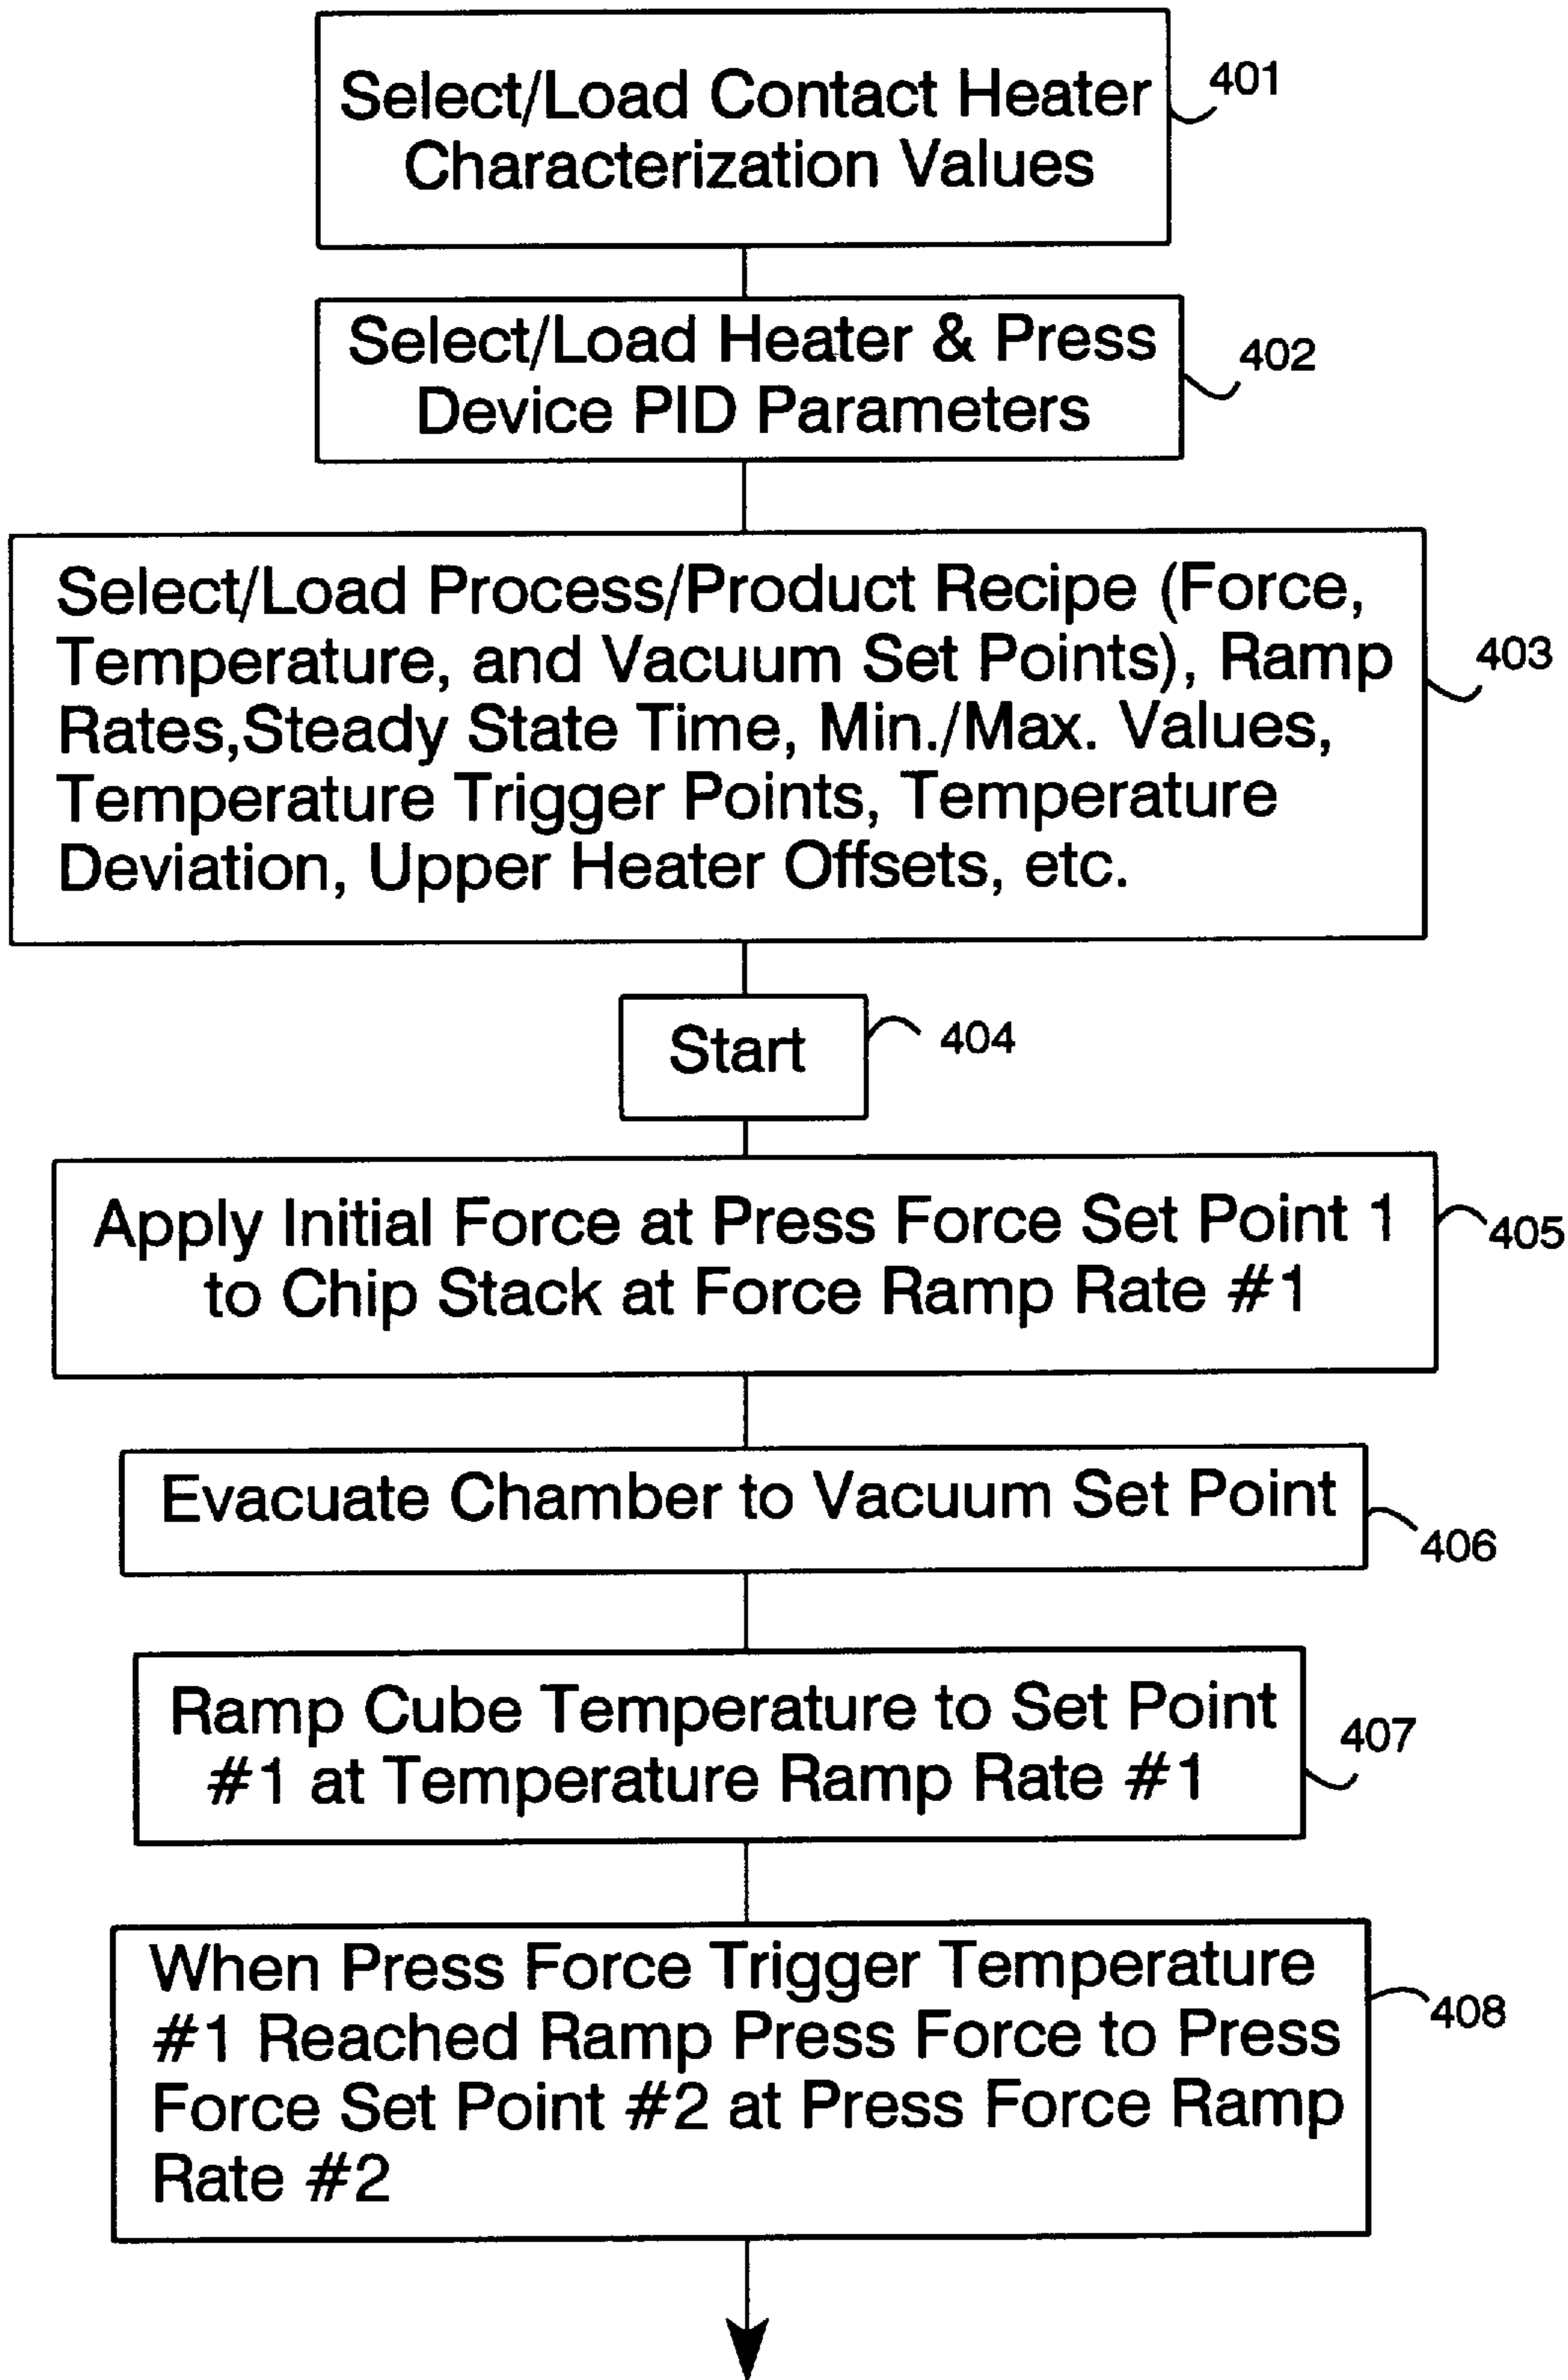 Select/Load Contact Heater
Characterization Values
401
Select/Load Heater & Press
Device PID Parameters
402
Select/Load Process/Product Recipe (Force,
Temperature, and Vacuum Set Points), Ramp
Rates,Steady State Time, Min./Max. Values,
Temperature Trigger Points, Temperature
Deviation, Upper Heater Offsets, etc.
403
Start
404
Apply Initial Force at Press Force Set Point 1
to Chip Stack at Force Ramp Rate #1
405
Evacuate Chamber to Vacuum Set Point
406
Ramp Cube Temperature to Set Point
#1 at Temperature Ramp Rate #1
407
When Press Force Trigger Temperature
#1 Reached Ramp Press Force to Press
Force Set Point #2 at Press Force Ramp
Rate #2
408